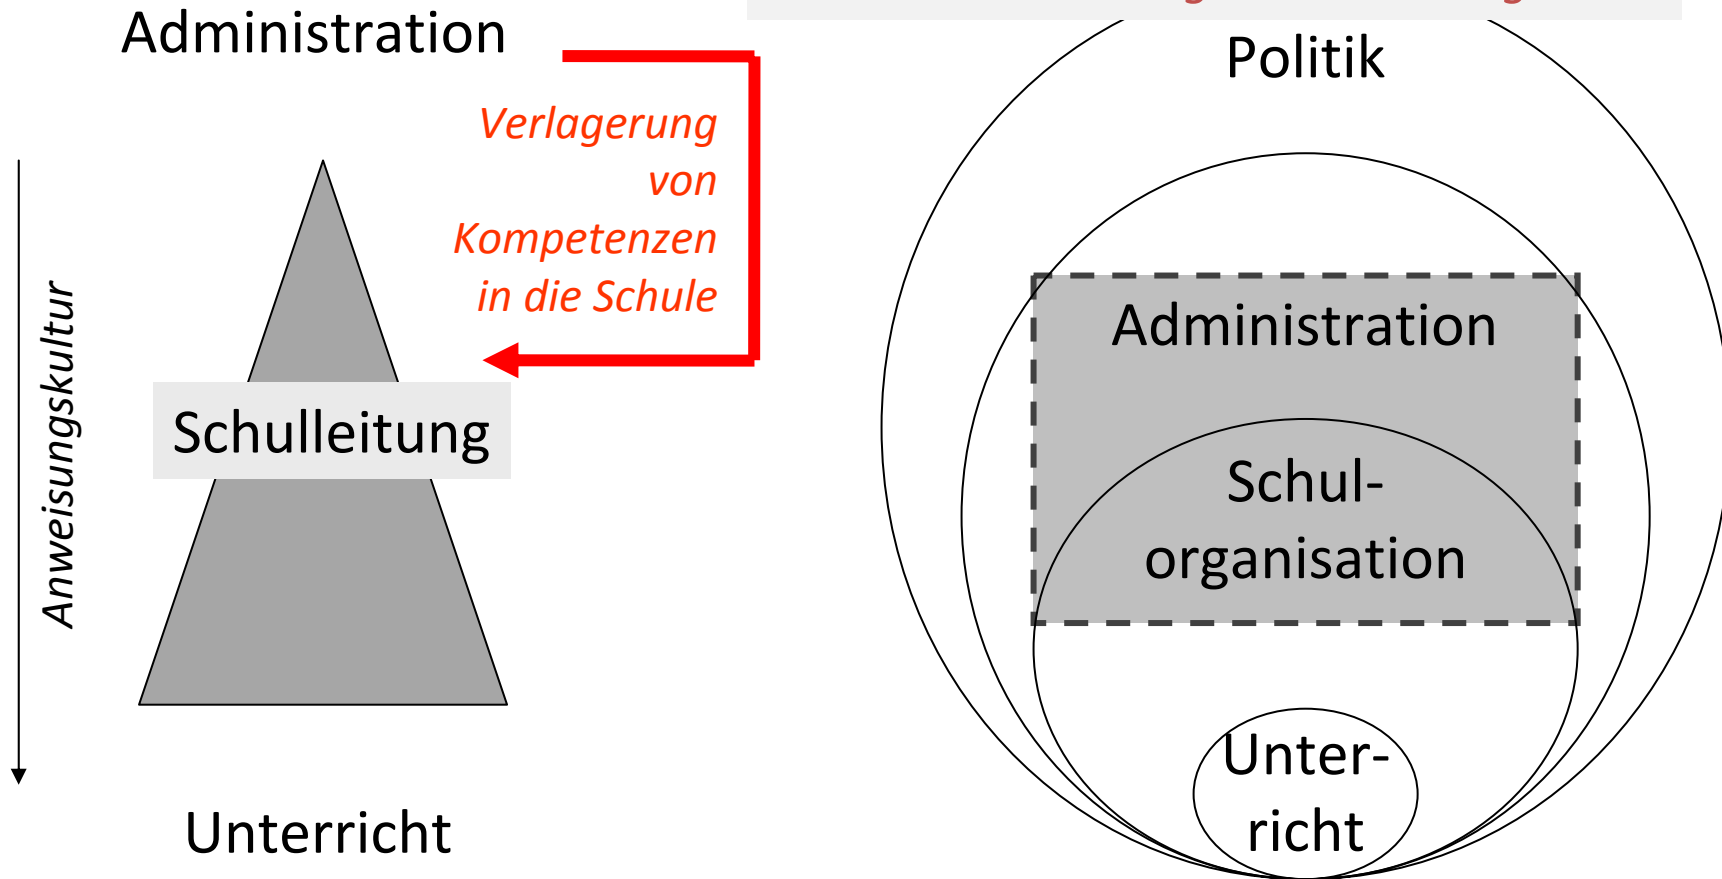 Administration
Verlagerung
von
Kompetenzen
in die Schule
Anweisungskultur
Schulleitung
Unterricht
Politik
Administration
Schul-
organisation
Unter-
richt